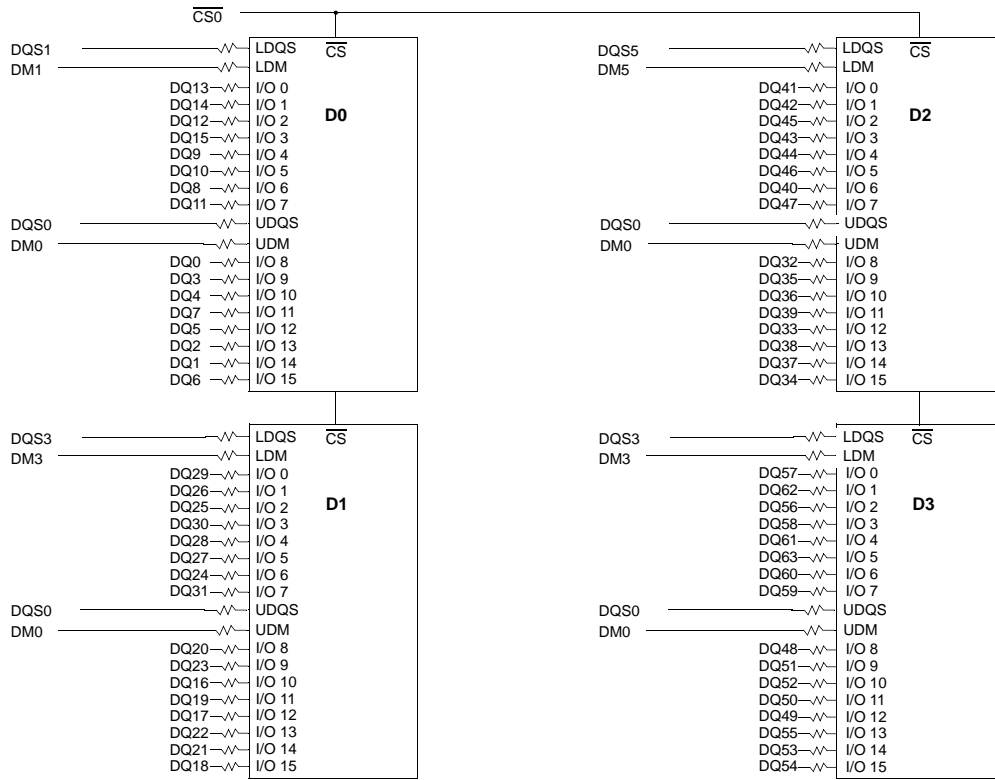 CS0
DQS1 LDQS CS
DM1 LDM
DQ13 I/O 0
DQ14 I/O 1
D0
DQ12 I/O 2
DQ15 I/O 3
DQ9 I/O 4
DQ10 I/O 5
DQ8 I/O 6
DQ11 I/O 7
DQS0 UDQS
DM0 UDM
DQ0 I/O 8
DQ3 I/O 9
DQ4 I/O 10
DQ7 I/O 11
DQ5 I/O 12
DQ2 I/O 13
DQ1 I/O 14
DQ6 I/O 15
DQS5 LDQS CS
DM5 LDM
DQ41 I/O 0
DQ42 I/O 1
D2
DQ45 I/O 2
DQ43 I/O 3
DQ44 I/O 4
DQ46 I/O 5
DQ40 I/O 6
DQ47 I/O 7
DQS0 UDQS
DM0 UDM
DQ32 I/O 8
DQ35 I/O 9
DQ36 I/O 10
DQ39 I/O 11
DQ33 I/O 12
DQ38 I/O 13
DQ37 I/O 14
DQ34 I/O 15
DQS3 LDQS CS
DM3 LDM
DQ29 I/O 0
DQ26 I/O 1
DQ25 I/O 2 D1
DQ30 I/O 3
DQ28 I/O 4
DQ27 I/O 5
DQ24 I/O 6
DQ31 I/O 7
DQS0 UDQS
DM0 UDM
DQ20 I/O 8
DQ23 I/O 9
DQ16 I/O 10
DQ19 I/O 11
DQ17 I/O 12
DQ22 I/O 13
DQ21 I/O 14
DQ18 I/O 15
DQS3 LDQS CS
DM3 LDM
DQ57 I/O 0
DQ62 I/O 1
DQ56 I/O 2 D3
DQ58 I/O 3
DQ61 I/O 4
DQ63 I/O 5
DQ60 I/O 6
DQ59 I/O 7
DQS0 UDQS
DM0 UDM
DQ48 I/O 8
DQ51 I/O 9
DQ52 I/O 10
DQ50 I/O 11
DQ49 I/O 12
DQ55 I/O 13
DQ53 I/O 14
DQ54 I/O 15